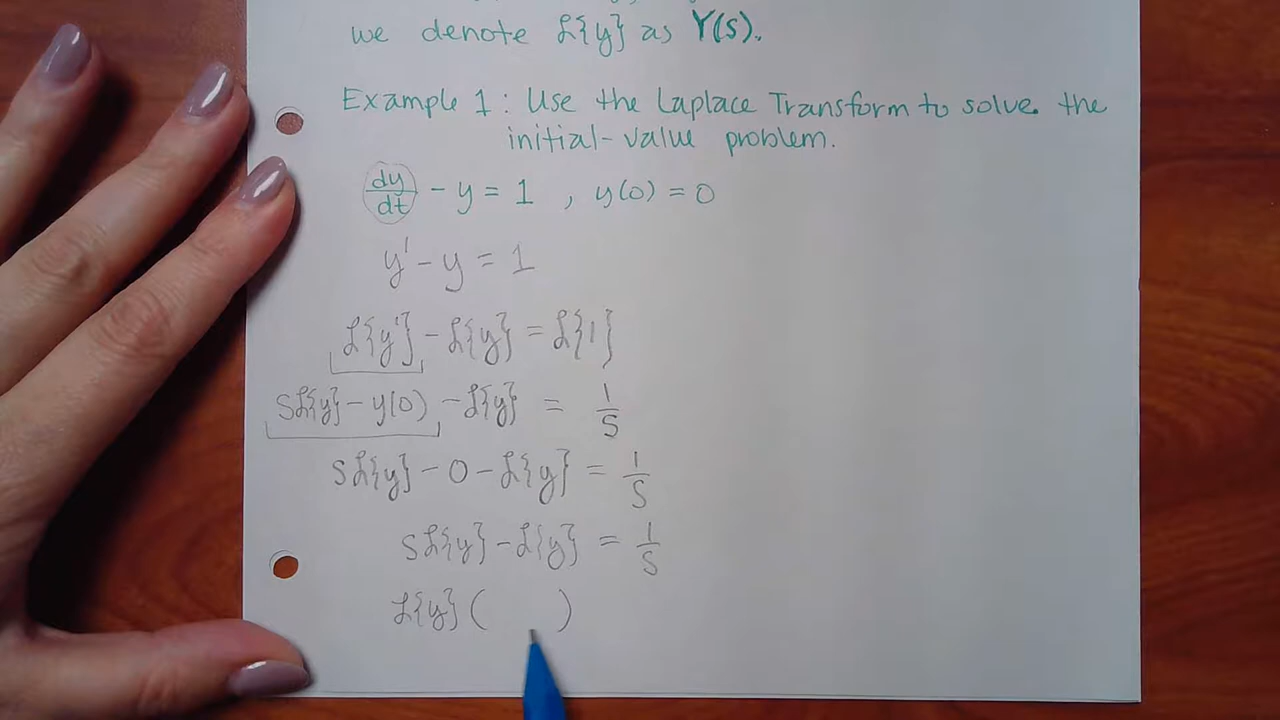 we denote ℒ{y} as Y(s).
Example 1: Use the Laplace Transform to solve the
initial-value problem.
dy/dt - y = 1 , y(0) = 0
y' - y = 1
ℒ{y'} - ℒ{y} = ℒ{1}
sℒ{y} - y(0) - ℒ{y} = 1/s
sℒ{y} - 0 - ℒ{y} = 1/s
sℒ{y} - ℒ{y} = 1/s
ℒ{y} ( )